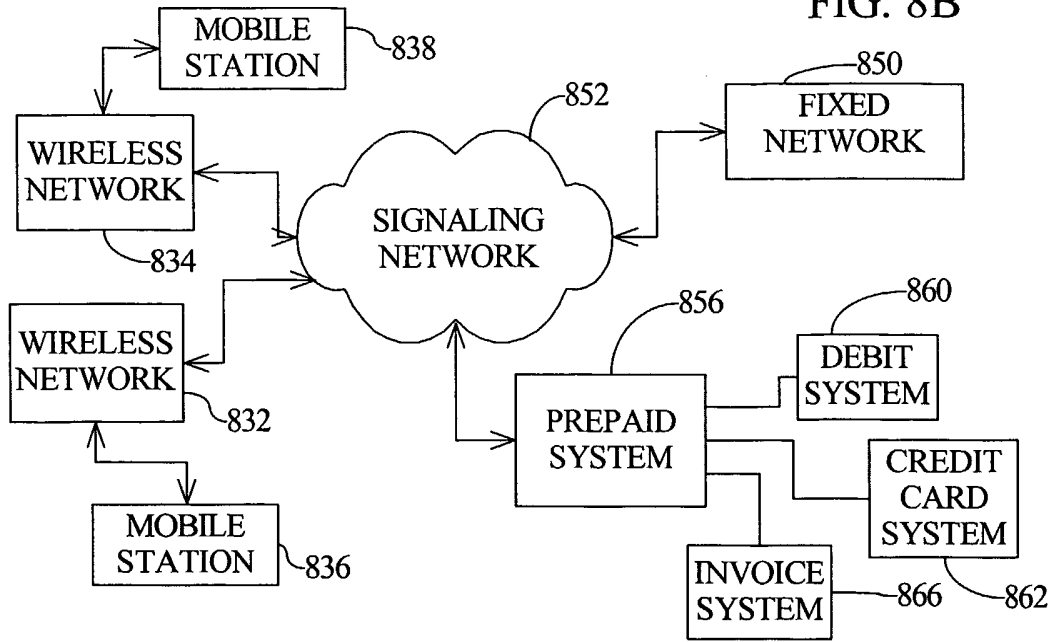 FIG. 8B
MOBILE
STATION
838
850
FIXED
NETWORK
852
WIRELESS
NETWORK
834
SIGNALING
NETWORK
856
860
WIRELESS
NETWORK
832
DEBIT
SYSTEM
PREPAID
SYSTEM
CREDIT
CARD
SYSTEM
862
MOBILE
STATION
836
INVOICE
SYSTEM
866